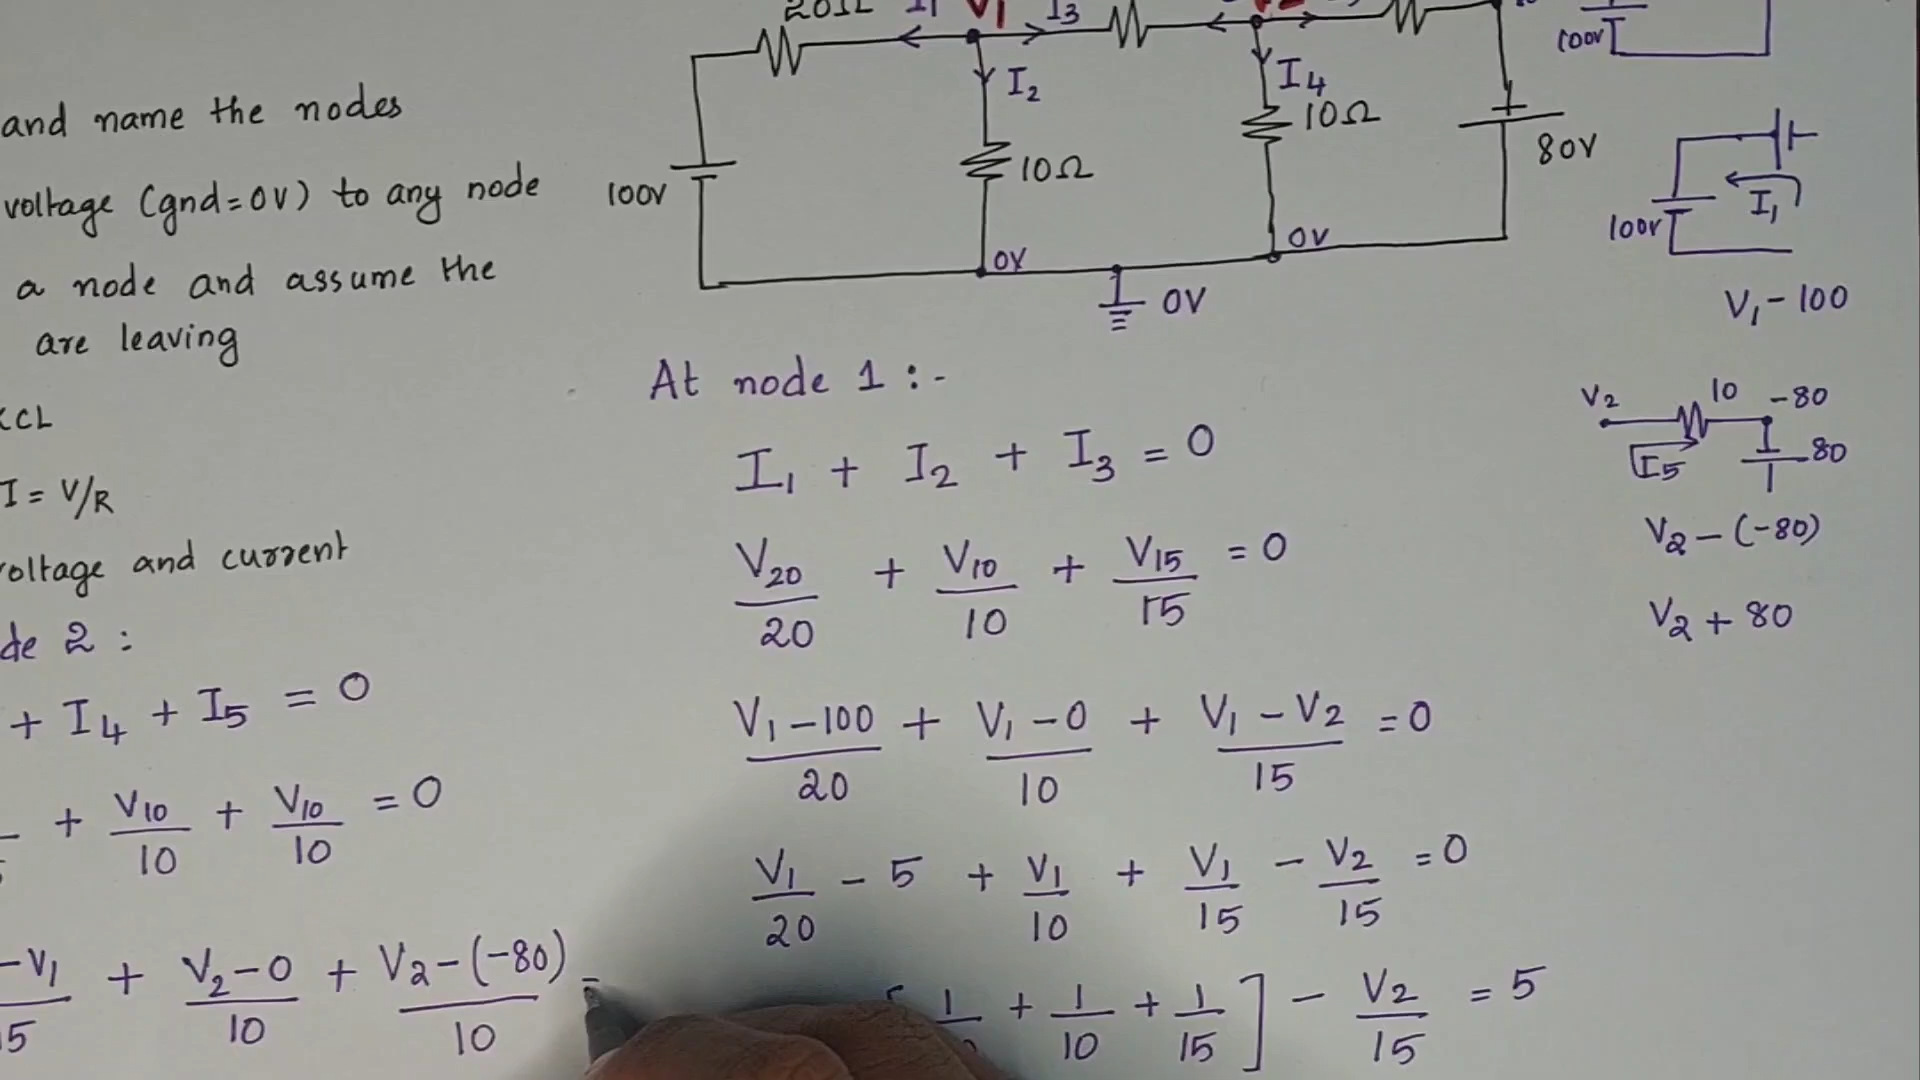 20Ω I1 V1 I3
I2
I4
10Ω
10Ω
100V
80V
0V
0V
0V
100V
100V
I1
V1 - 100
V2 10 -80
I5 80
V2 - (-80)
V2 + 80
and name the nodes
voltage (gnd=0V) to any node
a node and assume the
are leaving
KCL
I = V/R
voltage and current
de 2 :
+ I4 + I5 = 0
+ V10/10 + V10/10 = 0
-V1/15 + V2-0/10 + V2-(-80)/10 =
At node 1 :-
I1 + I2 + I3 = 0
V20/20 + V10/10 + V15/15 = 0
V1-100/20 + V1-0/10 + V1-V2/15 = 0
V1/20 - 5 + V1/10 + V1/15 - V2/15 = 0
+ 1/10 + 1/15 ] - V2/15 = 5